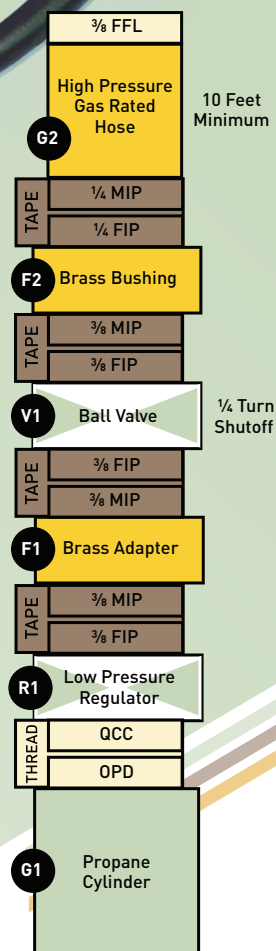 ⅜ FFL
High Pressure
Gas Rated
Hose
10 Feet
Minimum
G2
TAPE
¼ MIP
¼ FIP
F2
Brass Bushing
TAPE
⅜ MIP
⅜ FIP
V1
Ball Valve
¼ Turn
Shutoff
TAPE
⅜ FIP
⅜ MIP
F1
Brass Adapter
TAPE
⅜ MIP
⅜ FIP
R1
Low Pressure
Regulator
THREAD
QCC
OPD
G1
Propane
Cylinder